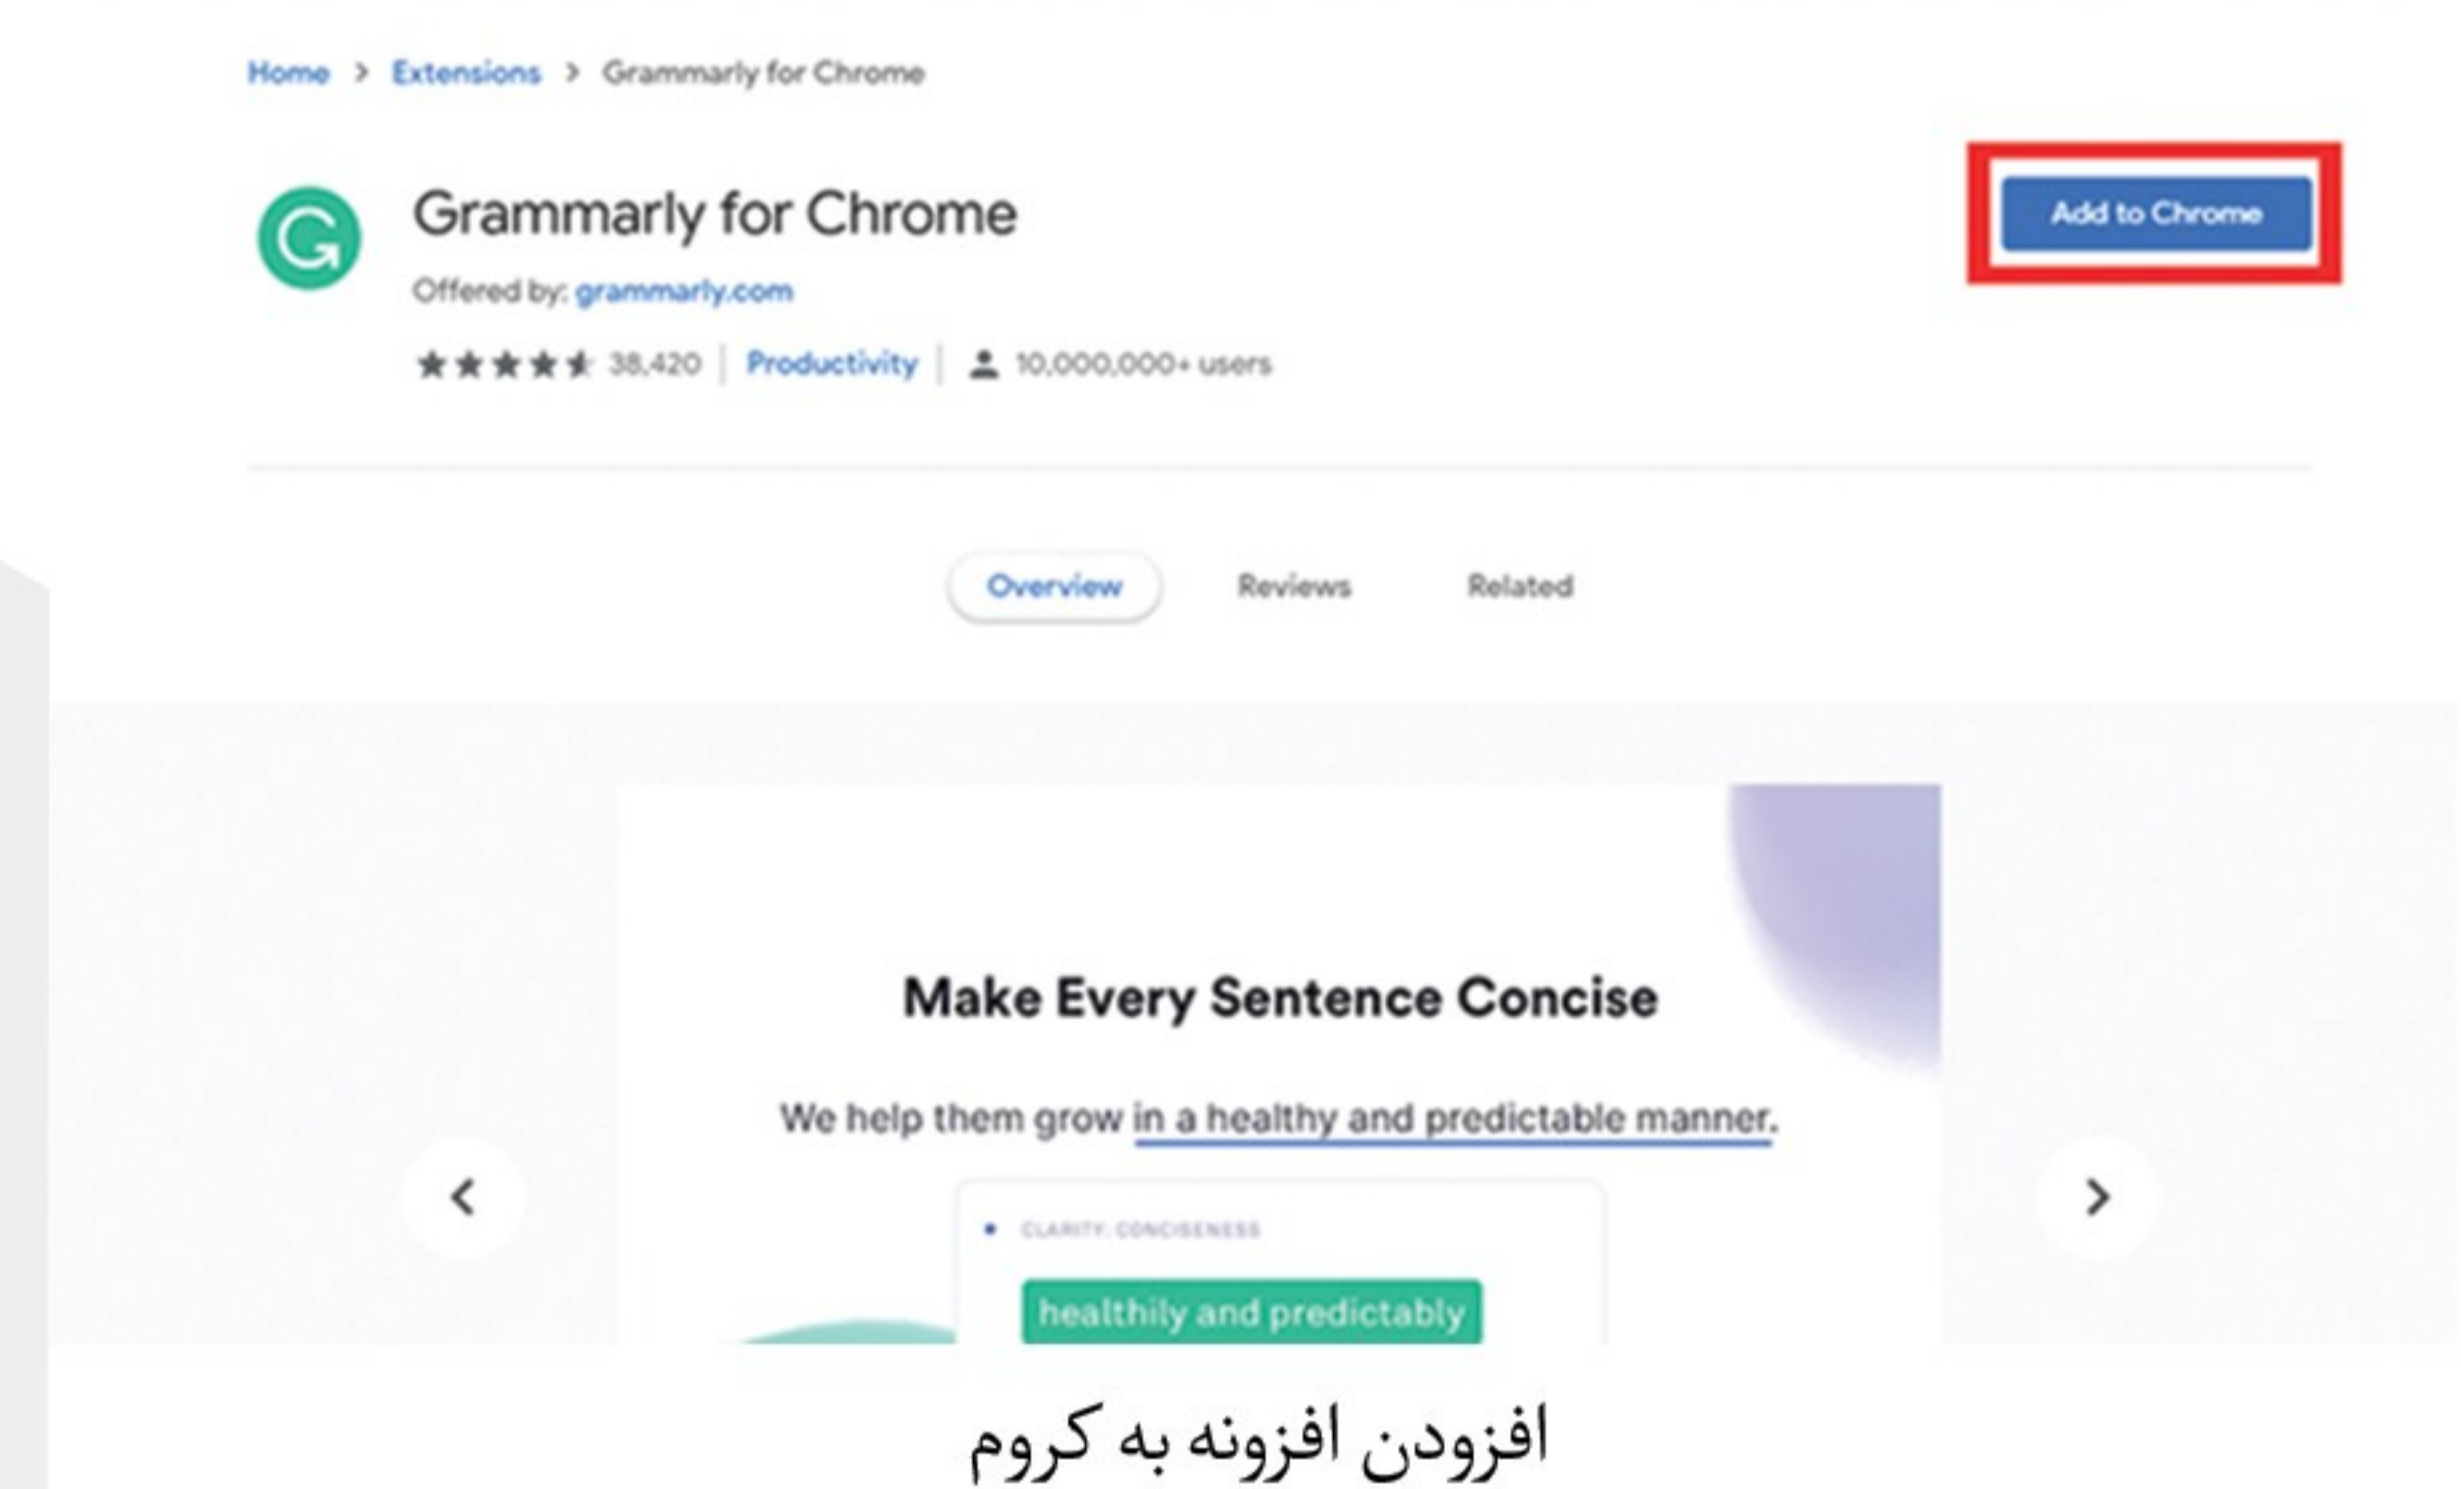 Home > Extensions > Grammarly for Chrome
Grammarly for Chrome
Add to Chrome
Offered by: grammarly.com
38,420 | Productivity | 10,000,000+ users
Overview Reviews Related
Make Every Sentence Concise
We help them grow in a healthy and predictable manner.
CLARITY: CONCISENESS
healthily and predictably
افزودن افزونه به کروم